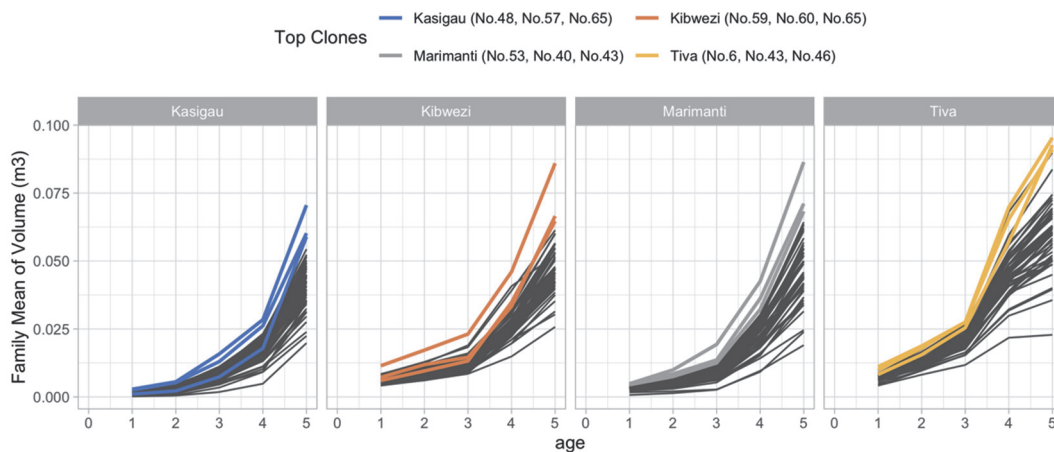 Top Clones
Kasigau (No.48, No.57, No.65)
Kibwezi (No.59, No.60, No.65)
Marimanti (No.53, No.40, No.43)
Tiva (No.6, No.43, No.46)
Kasigau
Kibwezi
Marimanti
Tiva
Family Mean of Volume (m3)
0.100
0.075
0.050
0.025
0.000
0 1 2 3 4 5
0 1 2 3 4 5
0 1 2 3 4 5
0 1 2 3 4 5
age